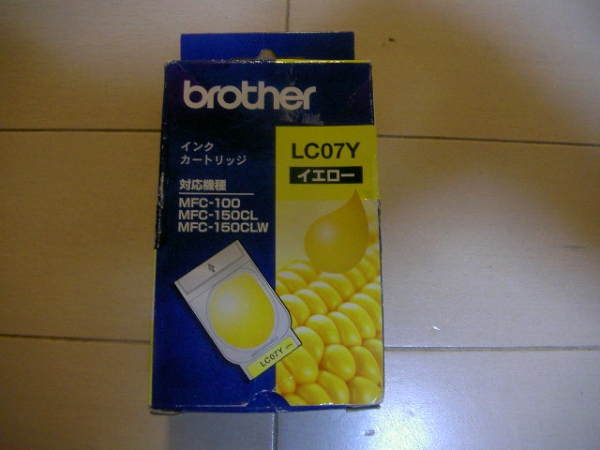 brother
インク
カートリッジ
対応機種
MFC-100
MFC-150CL
MFC-150CLW
LC07Y
イエロー
LC07Y